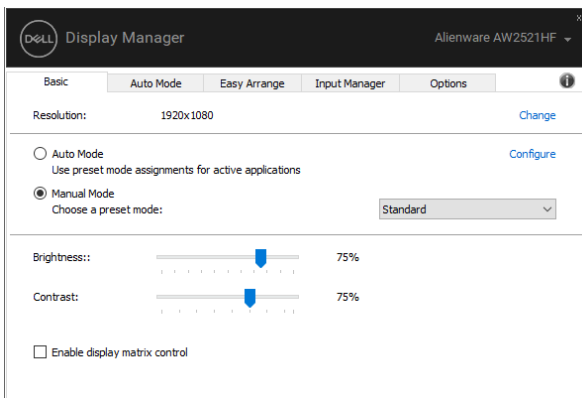 DELL Display Manager Alienware AW2521HF
Basic Auto Mode Easy Arrange Input Manager Options
Resolution: 1920x1080 Change
Auto Mode Configure
Use preset mode assignments for active applications
Manual Mode
Choose a preset mode: Standard
Brightness:: 75%
Contrast: 75%
Enable display matrix control